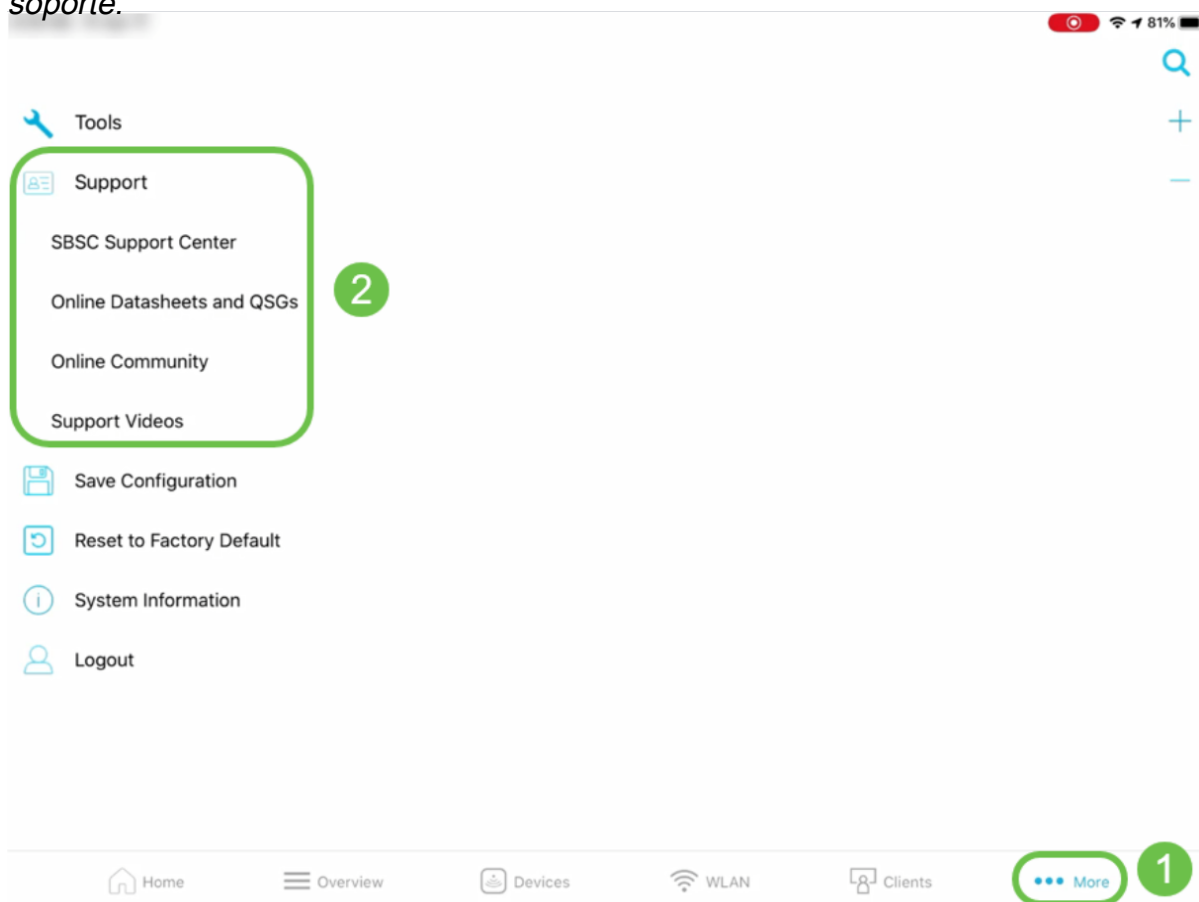 soporte.
81%
Tools
Support
SBSC Support Center
Online Datasheets and QSGs
2
Online Community
Support Videos
Save Configuration
Reset to Factory Default
System Information
Logout
Home Overview Devices WLAN Clients More 1